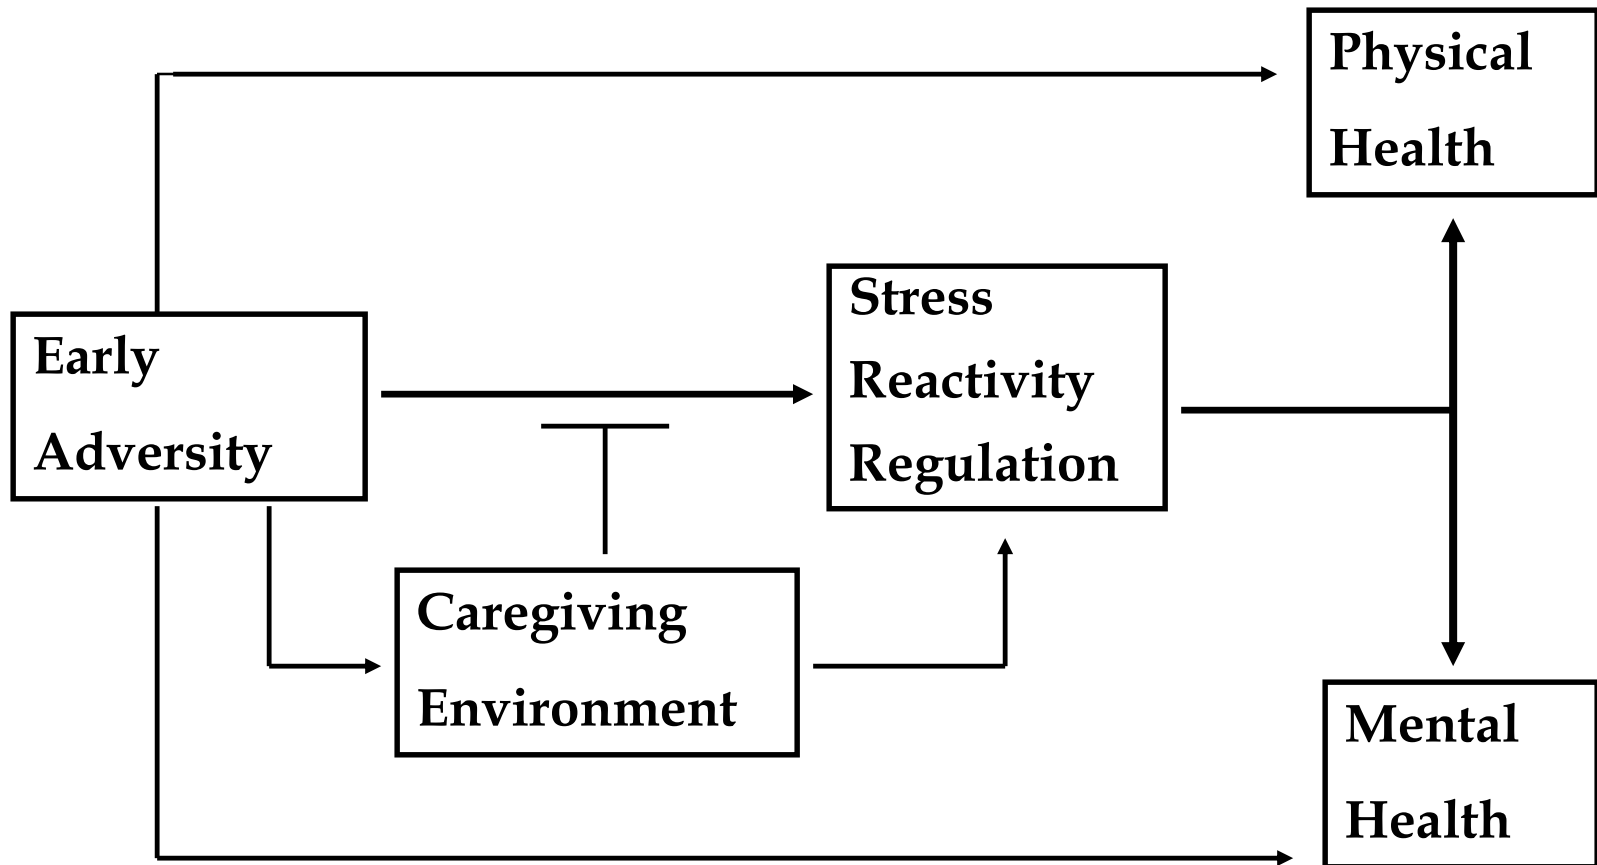 Physical
Health
Early
Adversity
Stress
Reactivity
Regulation
Caregiving
Environment
Mental
Health